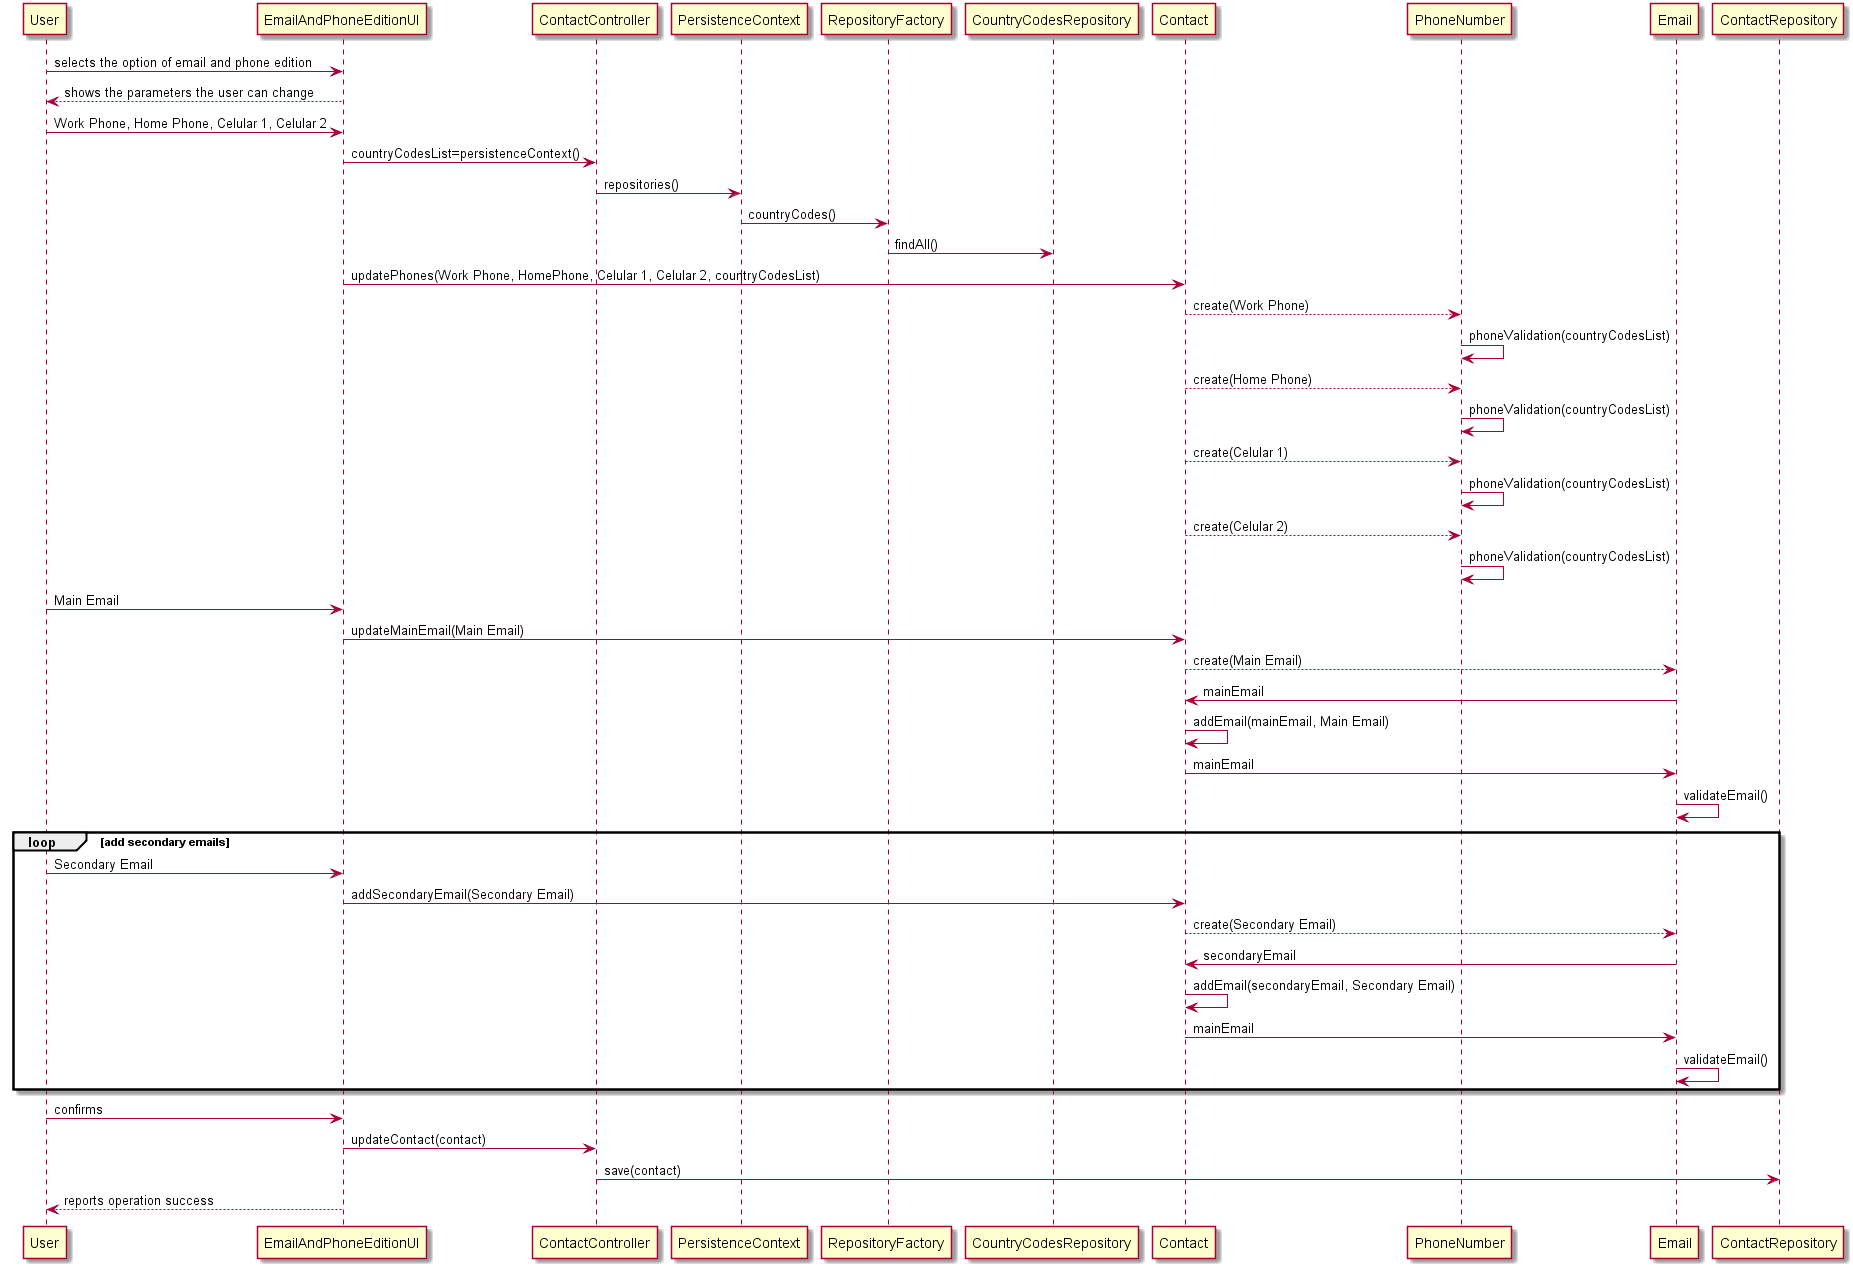 User EmailAndPhoneEditionUI ContactController PersistenceContext RepositoryFactory CountryCodesRepository Contact PhoneNumber Email ContactRepository
selects the option of email and phone edition
shows the parameters the user can change
Work Phone, Home Phone, Celular 1, Celular 2
countryCodesList=persistenceContext()
repositories()
countryCodes()
findAll()
updatePhones(Work Phone, HomePhone, Celular 1, Celular 2, countryCodesList)
create(Work Phone)
phoneValidation(countryCodesList)
create(Home Phone)
phoneValidation(countryCodesList)
create(Celular 1)
phoneValidation(countryCodesList)
create(Celular 2)
phoneValidation(countryCodesList)
Main Email
updateMainEmail(Main Email)
create(Main Email)
mainEmail
addEmail(mainEmail, Main Email)
mainEmail
validateEmail()
loop [add secondary emails]
Secondary Email
addSecondaryEmail(Secondary Email)
create(Secondary Email)
secondaryEmail
addEmail(secondaryEmail, Secondary Email)
mainEmail
validateEmail()
confirms
updateContact(contact)
save(contact)
reports operation success
User EmailAndPhoneEditionUI ContactController PersistenceContext RepositoryFactory CountryCodesRepository Contact PhoneNumber Email ContactRepository